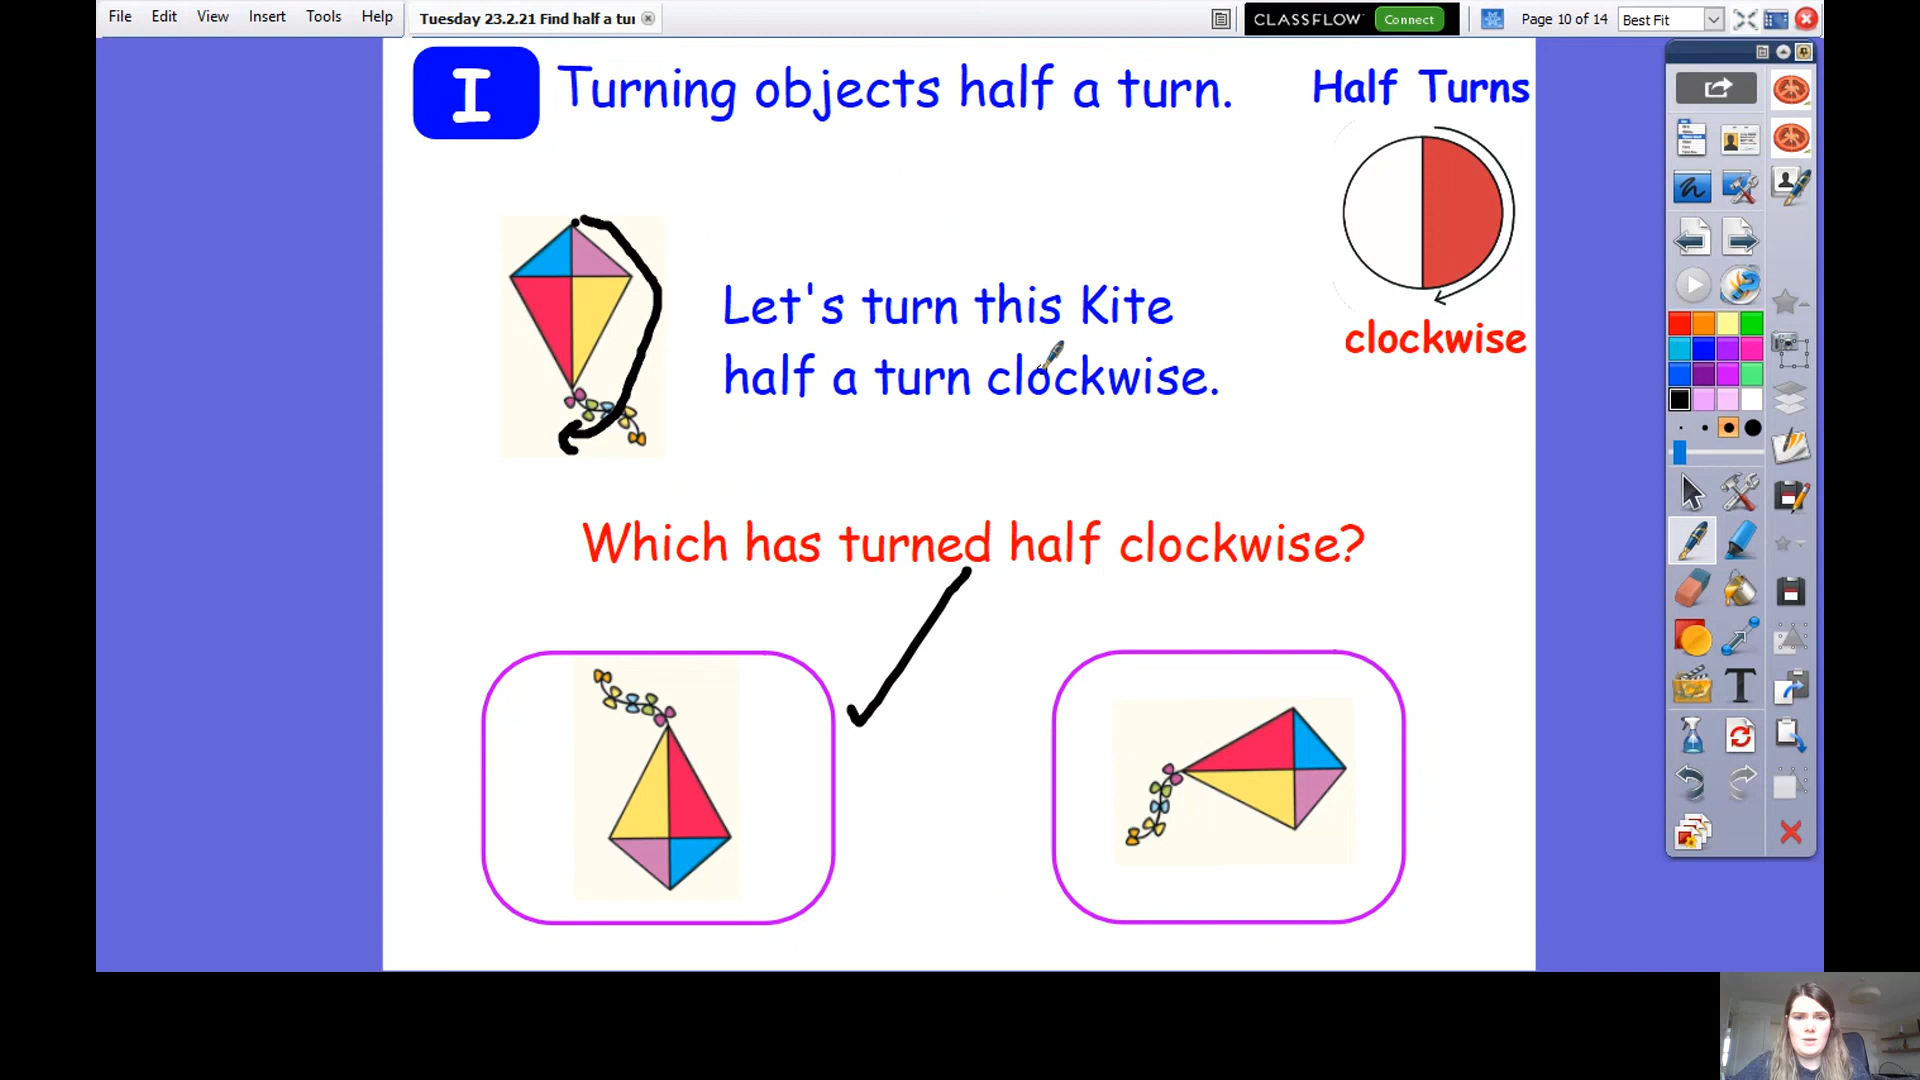 File Edit View Insert Tools Help
Tuesday 23.2.21 Find half a tur
CLASSFLOW Connect
Page 10 of 14
Best Fit
I
Turning objects half a turn.
Half Turns
clockwise
Let's turn this Kite
half a turn clockwise.
Which has turned half clockwise?
T